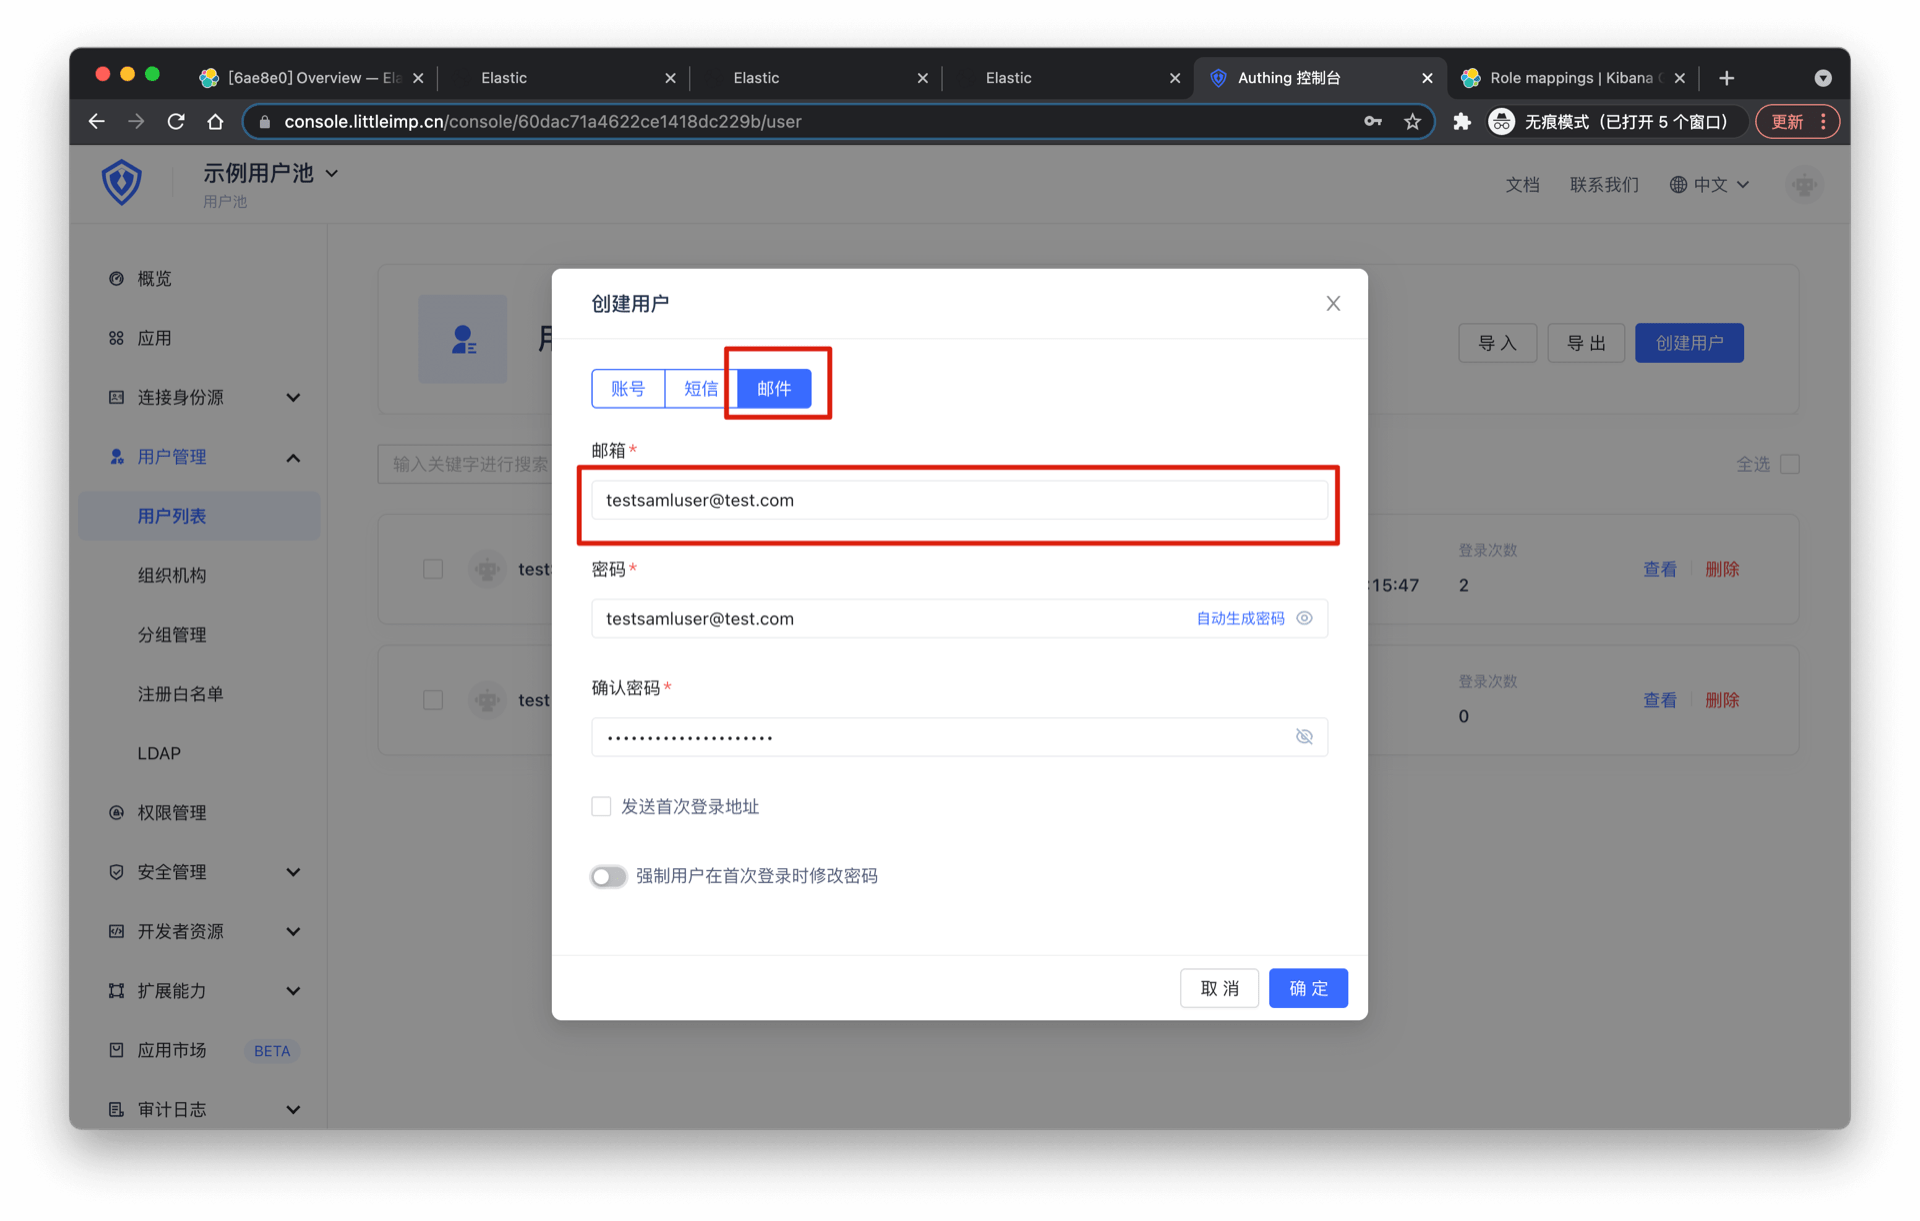 [6ae8e0] Overview — Ela
Elastic
Elastic
Elastic
Authing 控制台
Role mappings | Kibana
console.littleimp.cn/console/60dac71a4622ce1418dc229b/user
无痕模式（已打开 5 个窗口）
更新
示例用户池
用户池
文档
联系我们
中文
概览
应用
连接身份源
用户管理
用户列表
组织机构
分组管理
注册白名单
LDAP
权限管理
安全管理
开发者资源
扩展能力
应用市场
BETA
审计日志
导 入
导 出
创建用户
输入关键字进行搜索
全选
test
:15:47
登录次数
2
查看
删除
test
登录次数
0
查看
删除
创建用户
账号
短信
邮件
邮箱*
testsamluser@test.com
密码*
testsamluser@test.com
自动生成密码
确认密码*
•••••••••••••••••••••
发送首次登录地址
强制用户在首次登录时修改密码
取 消
确 定